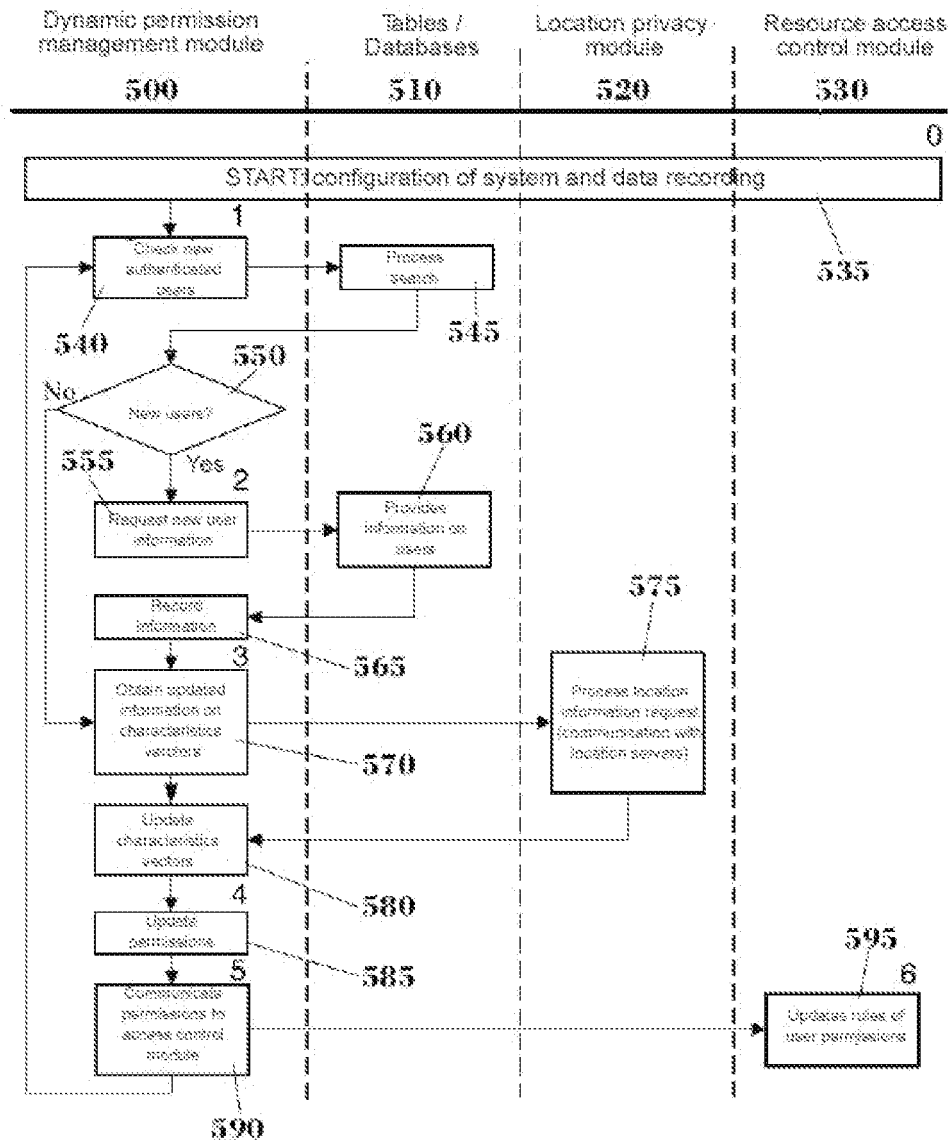 Dynamic permission
management module
500
Tables /
Databases
510
Location privacy
module
520
Resource access
control module
530
0
START: configuration of system and data recording
535
1
Check new
authenticated
users
540
Process
search
545
550
No
New users?
Yes
555
2
Request new user
information
560
Provides
information on
users
Record
information
565
3
Obtain updated
information on
characteristics
vectors
570
575
Process location
information request
(communication with
location servers)
Update
characteristics
vectors
580
4
Update
permissions
585
5
Communicate
permissions to
access control
module
590
595
6
Updates rules of
user permissions